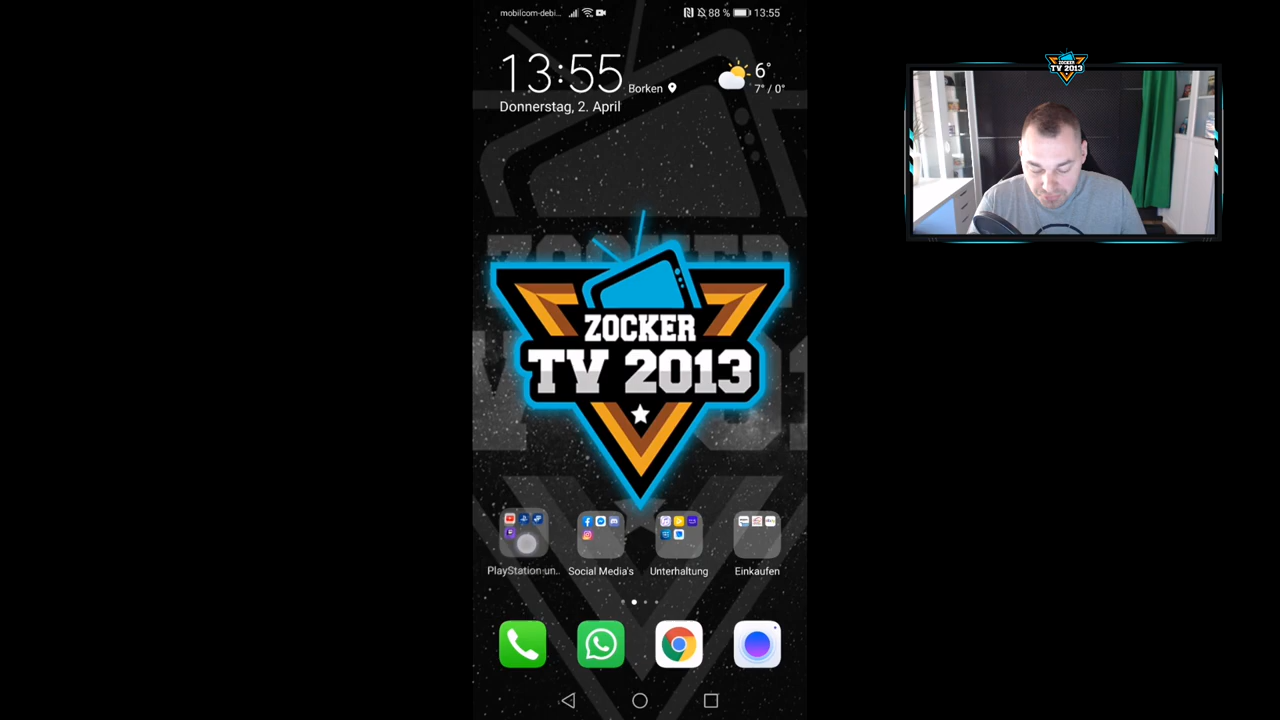 mobilcom-debi...
88 %
13:55
13:55
Borken
Donnerstag, 2. April
6°
7° / 0°
ZOCKER
TV 2013
ZOCKER
TV 2013
PlayStation un...
Social Media's
Unterhaltung
Einkaufen